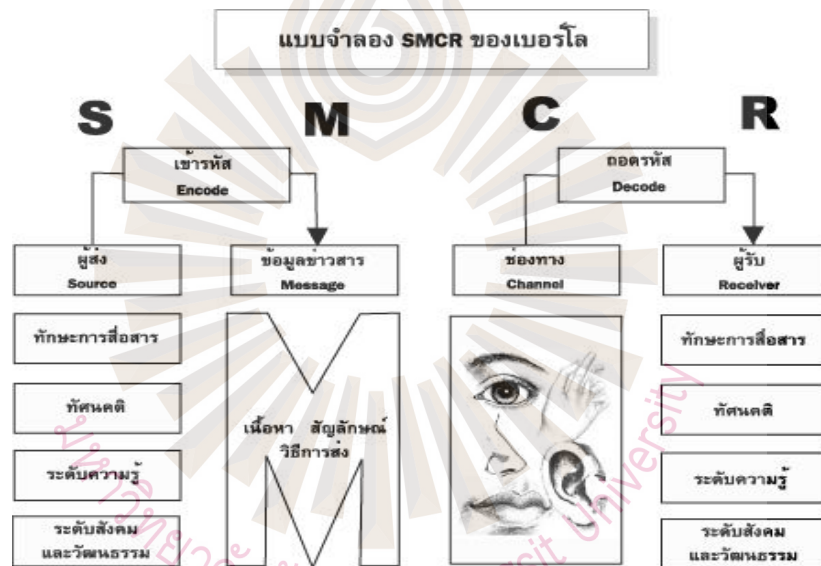 แบบจำลอง SMCR ของเบอร์โล
S M C R
เข้ารหัส
Encode
ถอดรหัส
Decode
ผู้ส่ง
Source
ข้อมูลข่าวสาร
Message
ช่องทาง
Channel
ผู้รับ
Receiver
ทักษะการสื่อสาร
ทัศนคติ
ระดับความรู้
ระดับสังคม
และวัฒนธรรม
เนื้อหา สัญลักษณ์
วิธีการส่ง
ทักษะการสื่อสาร
ทัศนคติ
ระดับความรู้
ระดับสังคม
และวัฒนธรรม
University